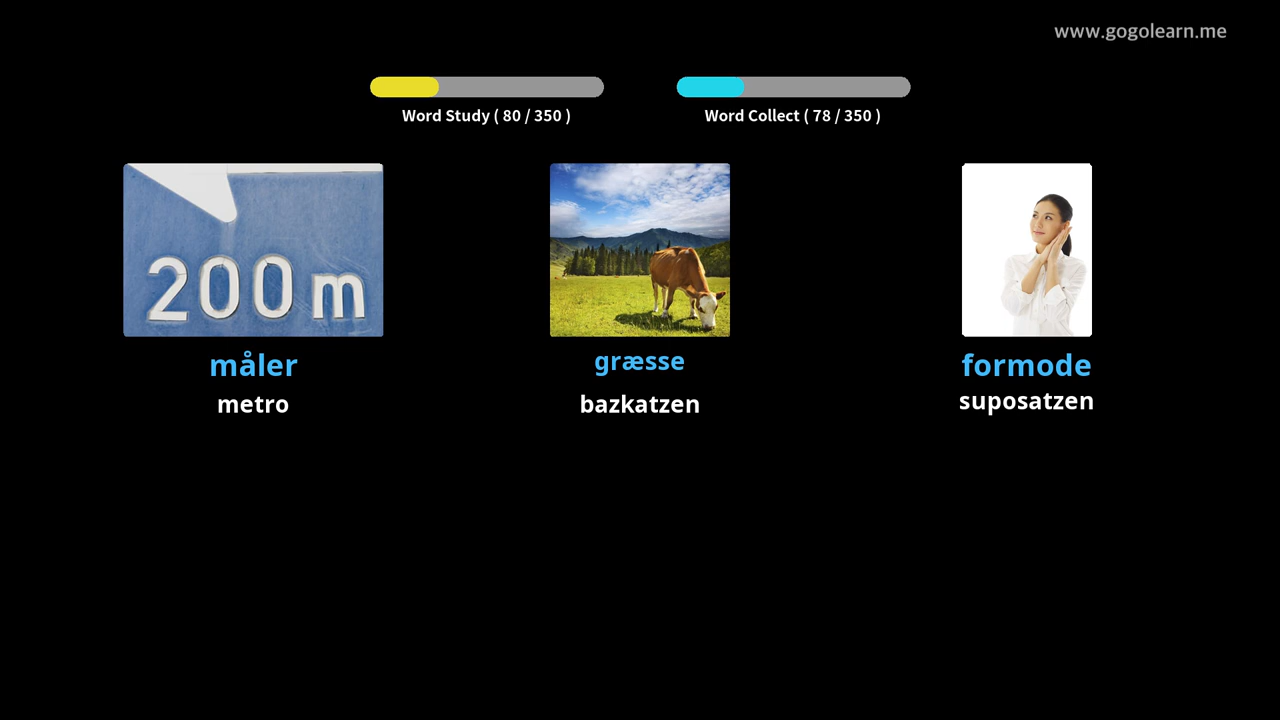 www.gogolearn.me
Word Study ( 80 / 350 )
Word Collect ( 78 / 350 )
200 m
måler
metro
græsse
bazkatzen
formode
suposatzen